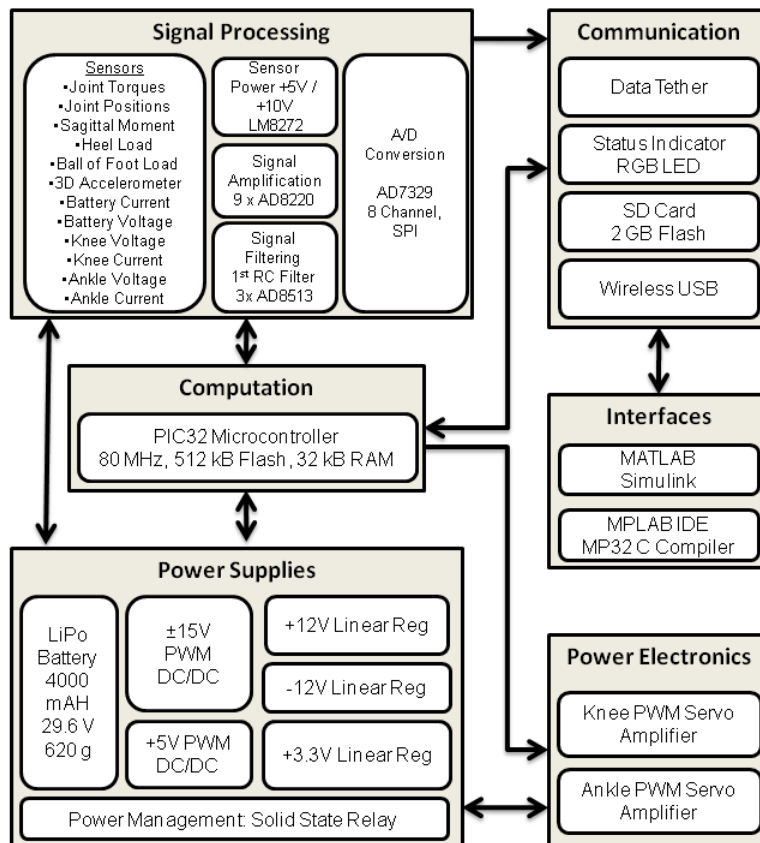 Signal Processing
Sensors
▪Joint Torques
▪Joint Positions
▪Sagittal Moment
▪Heel Load
▪Ball of Foot Load
▪3D Accelerometer
▪Battery Current
▪Battery Voltage
▪Knee Voltage
▪Knee Current
▪Ankle Voltage
▪Ankle Current
Sensor
Power +5V /
+10V
LM8272
Signal
Amplification
9 x AD8220
Signal
Filtering
1st RC Filter
3x AD8513
A/D
Conversion
AD7329
8 Channel,
SPI
Communication
Data Tether
Status Indicator
RGB LED
SD Card
2 GB Flash
Wireless USB
Computation
PIC32 Microcontroller
80 MHz, 512 kB Flash, 32 kB RAM
Interfaces
MATLAB
Simulink
MPLAB IDE
MP32 C Compiler
Power Supplies
LiPo
Battery
4000
mAH
29.6 V
620 g
±15V
PWM
DC/DC
+5V PWM
DC/DC
+12V Linear Reg
-12V Linear Reg
+3.3V Linear Reg
Power Management: Solid State Relay
Power Electronics
Knee PWM Servo
Amplifier
Ankle PWM Servo
Amplifier